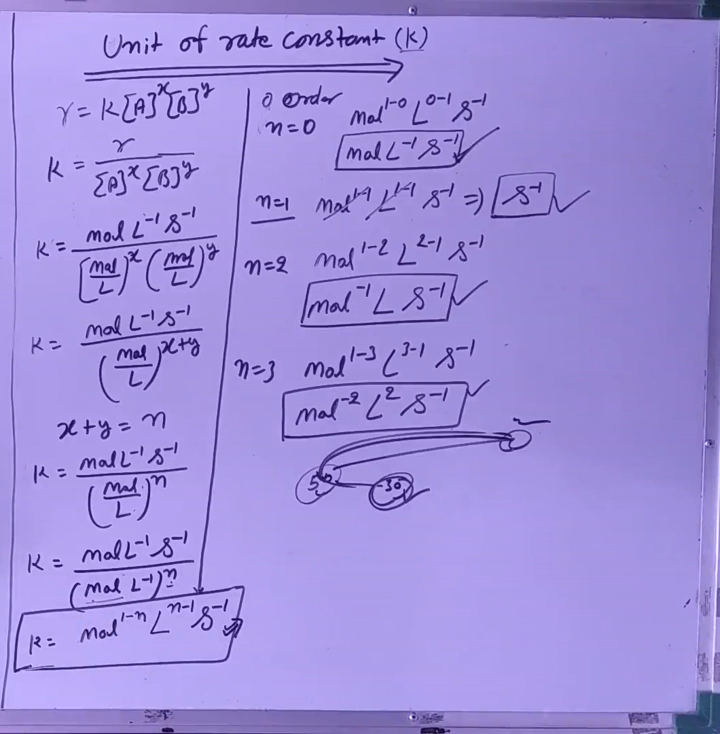 Unit of rate constant (K)
r = K[A]^x[B]^y
K = r / [A]^x [B]^y
K = mol L^-1 S^-1 / [mol/L]^x (mol/L)^y
K = mol L^-1 S^-1 / (mol/L)^x+y
x+y = n
K = mol L^-1 S^-1 / (mol/L)^n
K = mol L^-1 S^-1 / (mol L^-1)^n
K = mol^1-n L^n-1 S^-1
0 order
n=0 mol^1-0 L^0-1 S^-1
mol L^-1 S^-1
n=1 mol^1-1 L^1-1 S^-1 => S^-1
n=2 mol^1-2 L^2-1 S^-1
mol^-1 L S^-1
n=3 mol^1-3 L^3-1 S^-1
mol^-2 L^2 S^-1